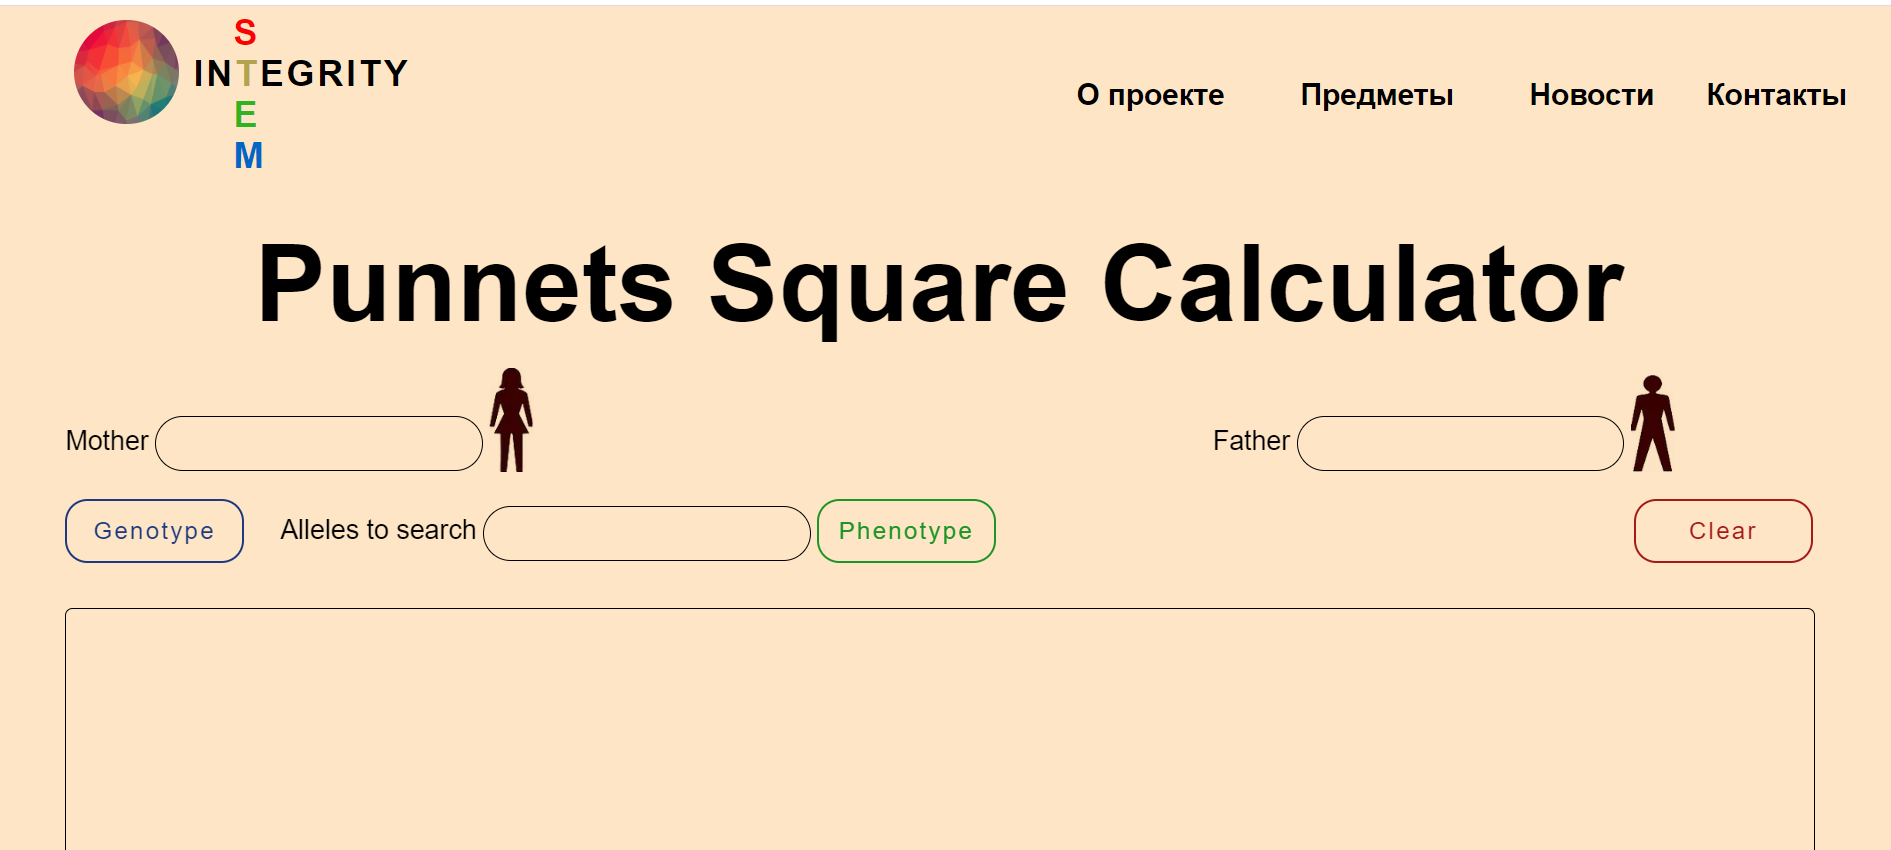 S
INTEGRITY
E
M
О проекте Предметы Новости Контакты
Punnets Square Calculator
Mother Father
Genotype Alleles to search Phenotype Clear